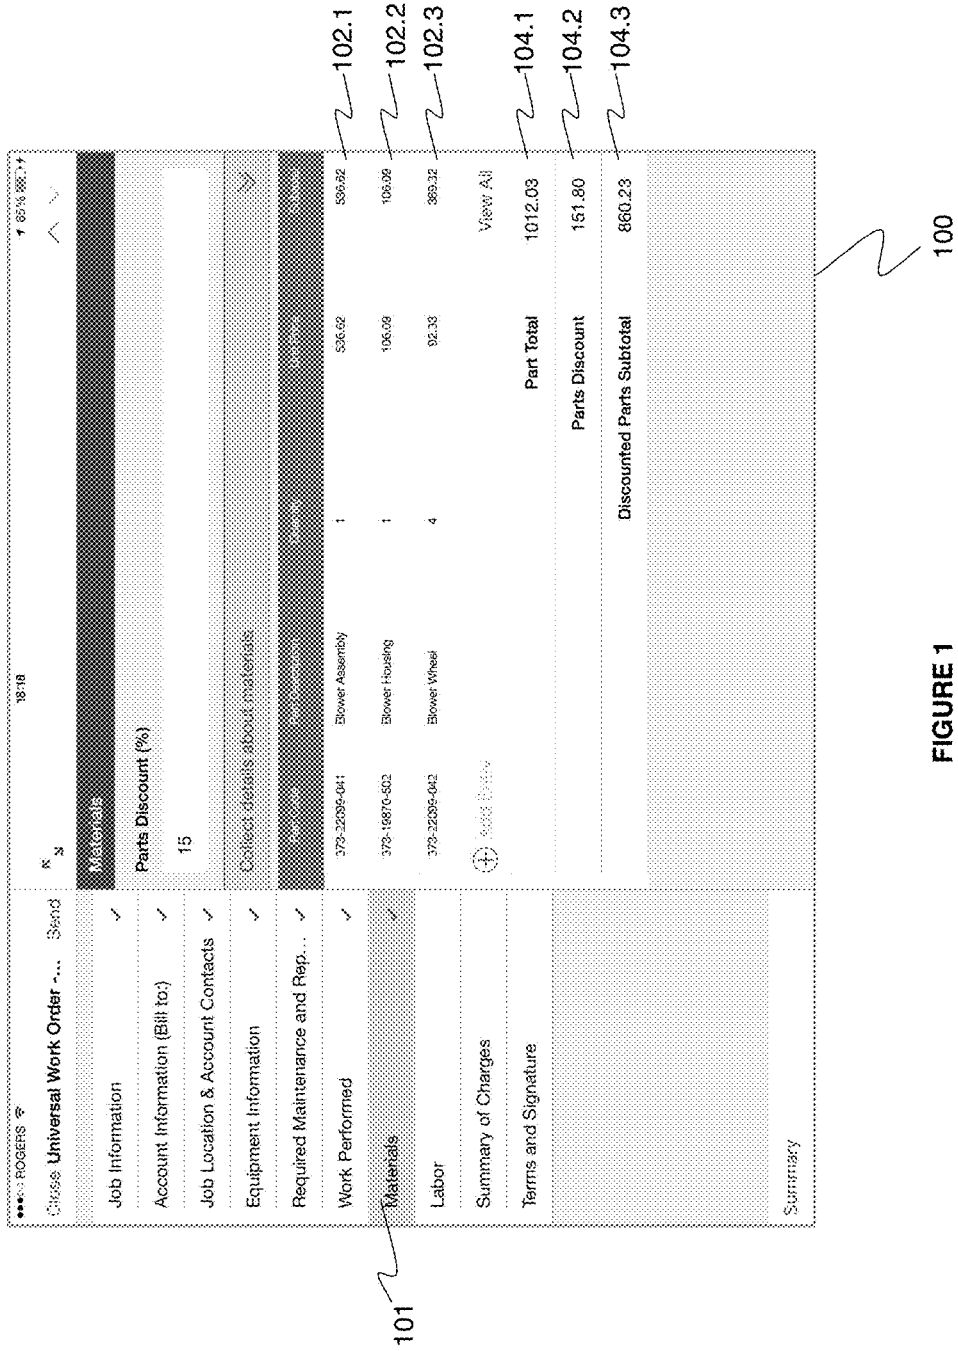 ROGERS
18:18
85%
Close Universal Work Order -... Send
Job Information
Account Information (Bill to:)
Job Location & Account Contacts
Equipment Information
Required Maintenance and Rep...
Work Performed
Materials
Labor
Summary of Charges
Terms and Signature
Summary
Materials
Parts Discount (%)
15
Collect details about materials.
373-22099-041 Blower Assembly 1 536.62 536.62
373-19870-502 Blower Housing 1 106.09 106.09
373-22099-042 Blower Wheel 4 92.33 369.32
View All
Part Total 1012.03
Parts Discount 151.80
Discounted Parts Subtotal 860.23
102.1
102.2
102.3
104.1
104.2
104.3
101
100
FIGURE 1